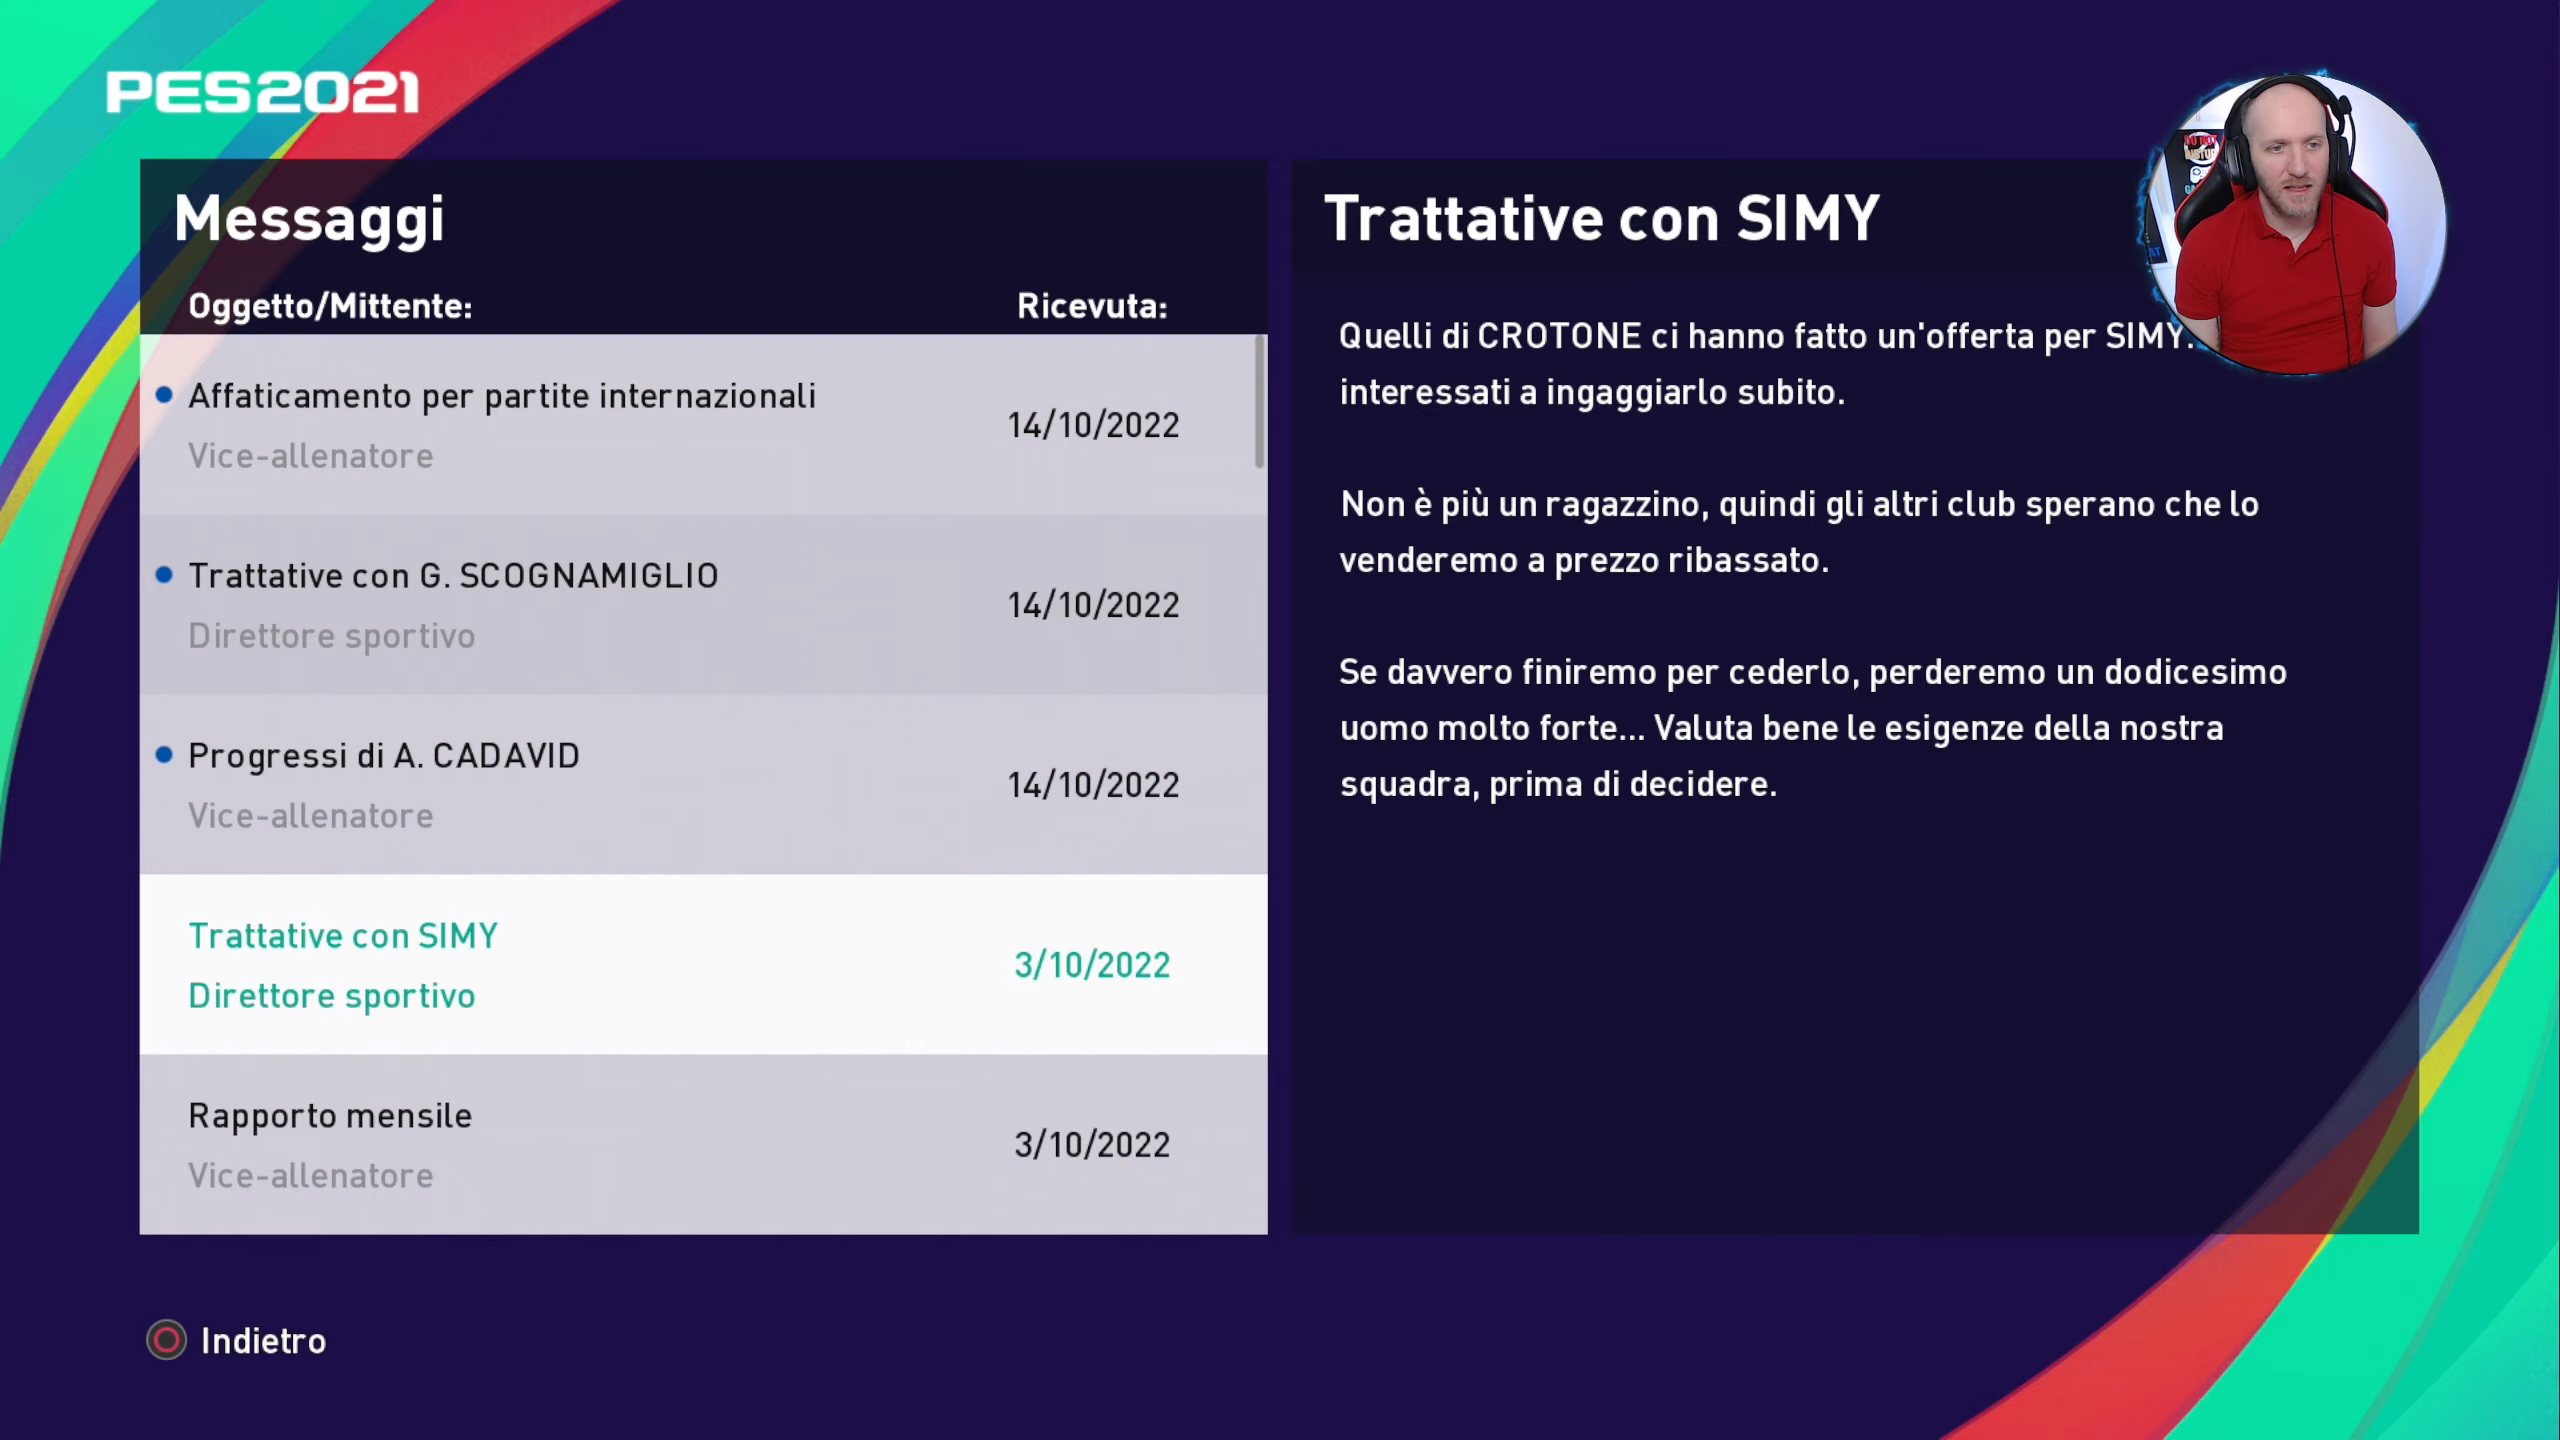 PES2021
Messaggi
Oggetto/Mittente:
Ricevuta:
Affaticamento per partite internazionali
Vice-allenatore
14/10/2022
Trattative con G. SCOGNAMIGLIO
Direttore sportivo
14/10/2022
Progressi di A. CADAVID
Vice-allenatore
14/10/2022
Trattative con SIMY
Direttore sportivo
3/10/2022
Rapporto mensile
Vice-allenatore
3/10/2022
Trattative con SIMY
Quelli di CROTONE ci hanno fatto un'offerta per SIMY.
interessati a ingaggiarlo subito.
Non è più un ragazzino, quindi gli altri club sperano che lo
venderemo a prezzo ribassato.
Se davvero finiremo per cederlo, perderemo un dodicesimo
uomo molto forte... Valuta bene le esigenze della nostra
squadra, prima di decidere.
Indietro